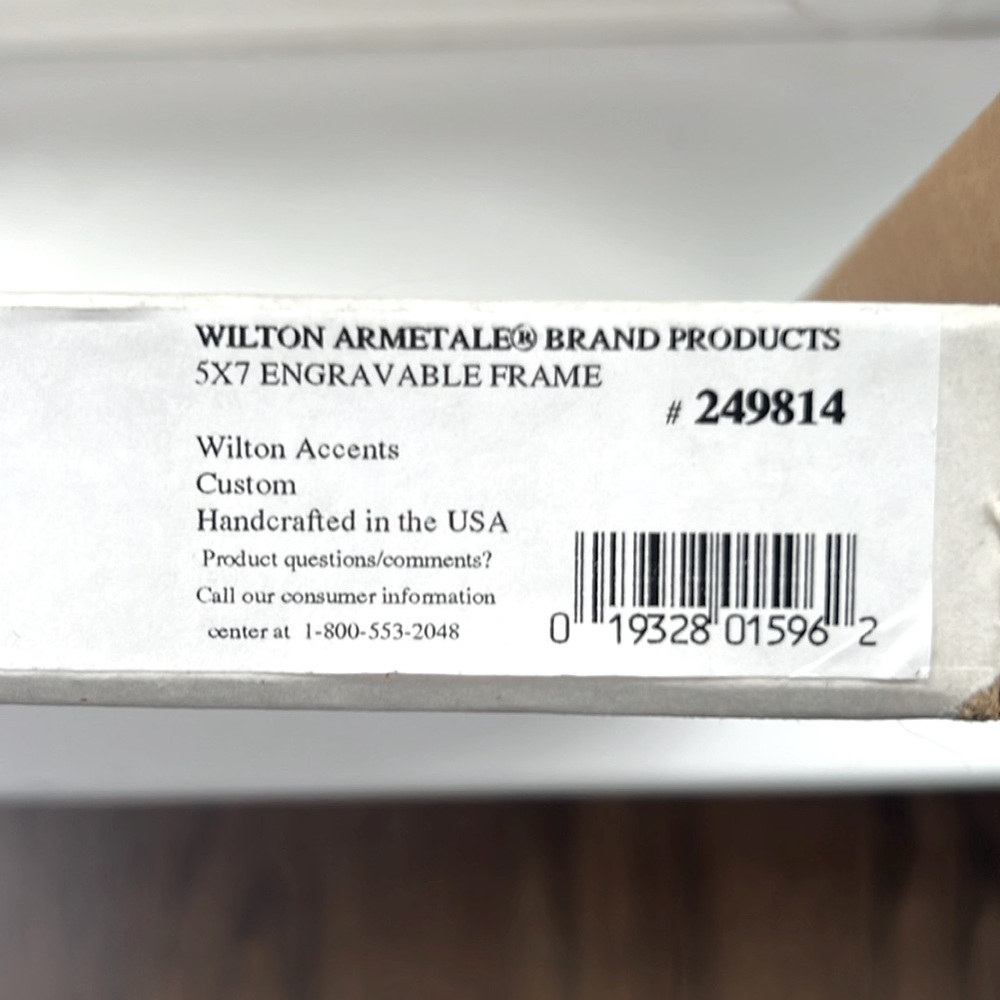 WILTON ARMETALE® BRAND PRODUCTS
5X7 ENGRAVABLE FRAME
# 249814
Wilton Accents
Custom
Handcrafted in the USA
Product questions/comments?
Call our consumer information
center at 1-800-553-2048
0 19328 01596 2